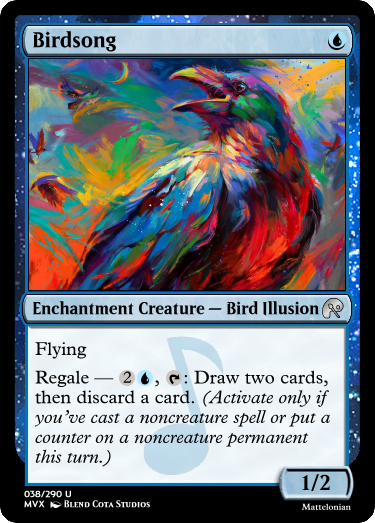 Birdsong
Enchantment Creature — Bird Illusion
Flying
Regale — 2, : Draw two cards,
then discard a card. (Activate only if
you've cast a noncreature spell or put a
counter on a noncreature permanent
this turn.)
1/2
038/290 U
MVX Blend Cota Studios
Mattelonian